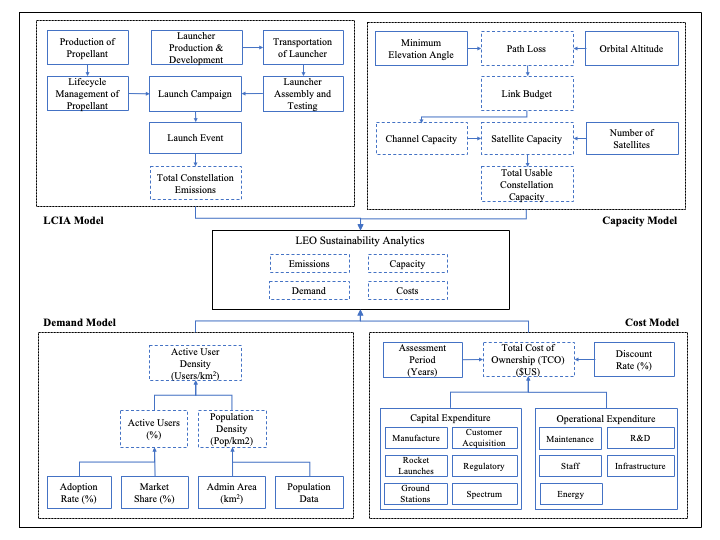 Production of
Propellant
Launcher
Production &
Development
Transportation
of Launcher
Lifecycle
Management of
Propellant
Launch Campaign
Launcher
Assembly and
Testing
Launch Event
Total Constellation
Emissions
LCIA Model
Minimum
Elevation Angle
Path Loss
Orbital Altitude
Link Budget
Channel Capacity
Satellite Capacity
Number of
Satellites
Total Usable
Constellation
Capacity
Capacity Model
LEO Sustainability Analytics
Emissions
Capacity
Demand
Costs
Demand Model
Active User
Density
(Users/km²)
Active Users
(%)
Population
Density
(Pop/km2)
Adoption
Rate (%)
Market
Share (%)
Admin Area
(km²)
Population
Data
Cost Model
Assessment
Period
(Years)
Total Cost of
Ownership (TCO)
($US)
Discount
Rate (%)
Capital Expenditure
Manufacture
Customer
Acquisition
Rocket
Launches
Regulatory
Ground
Stations
Spectrum
Operational Expenditure
Maintenance
R&D
Staff
Infrastructure
Energy